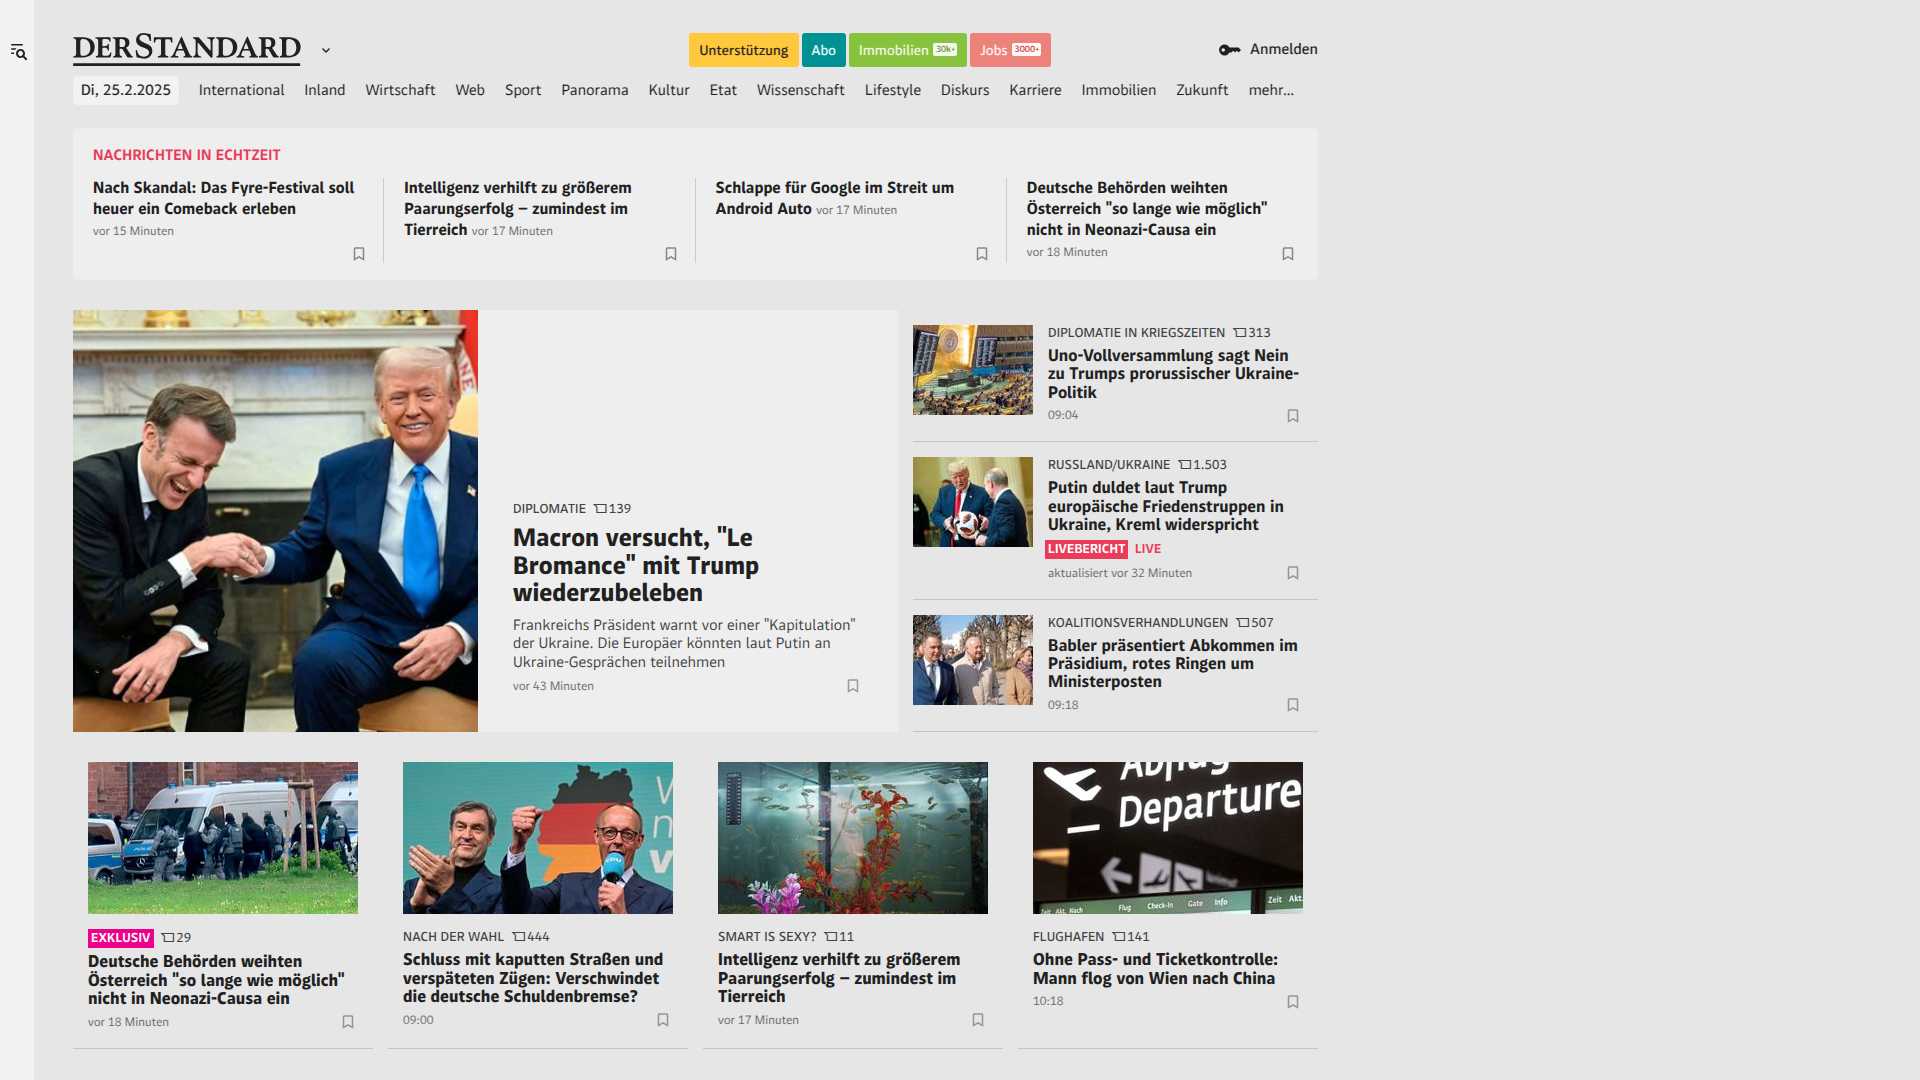 DERSTANDARD
Unterstützung Abo Immobilien 30k+ Jobs 3000+
Anmelden
Di, 25.2.2025 International Inland Wirtschaft Web Sport Panorama Kultur Etat Wissenschaft Lifestyle Diskurs Karriere Immobilien Zukunft mehr...
NACHRICHTEN IN ECHTZEIT
Nach Skandal: Das Fyre-Festival soll
heuer ein Comeback erleben
vor 15 Minuten
Intelligenz verhilft zu größerem
Paarungserfolg – zumindest im
Tierreich vor 17 Minuten
Schlappe für Google im Streit um
Android Auto vor 17 Minuten
Deutsche Behörden weihten
Österreich "so lange wie möglich"
nicht in Neonazi-Causa ein
vor 18 Minuten
DIPLOMATIE 139
Macron versucht, "Le
Bromance" mit Trump
wiederzubeleben
Frankreichs Präsident warnt vor einer "Kapitulation"
der Ukraine. Die Europäer könnten laut Putin an
Ukraine-Gesprächen teilnehmen
vor 43 Minuten
DIPLOMATIE IN KRIEGSZEITEN 313
Uno-Vollversammlung sagt Nein
zu Trumps prorussischer Ukraine-
Politik
09:04
RUSSLAND/UKRAINE 1.503
Putin duldet laut Trump
europäische Friedenstruppen in
Ukraine, Kreml widerspricht
LIVEBERICHT LIVE
aktualisiert vor 32 Minuten
KOALITIONSVERHANDLUNGEN 507
Babler präsentiert Abkommen im
Präsidium, rotes Ringen um
Ministerposten
09:18
EXKLUSIV 29
Deutsche Behörden weihten
Österreich "so lange wie möglich"
nicht in Neonazi-Causa ein
vor 18 Minuten
CDU
NACH DER WAHL 444
Schluss mit kaputten Straßen und
verspäteten Zügen: Verschwindet
die deutsche Schuldenbremse?
09:00
SMART IS SEXY? 11
Intelligenz verhilft zu größerem
Paarungserfolg – zumindest im
Tierreich
vor 17 Minuten
Abflug
Departure
Zeit Akt. Nach Flug Check-in Gate Info Zeit Akt.
FLUGHAFEN 141
Ohne Pass- und Ticketkontrolle:
Mann flog von Wien nach China
10:18